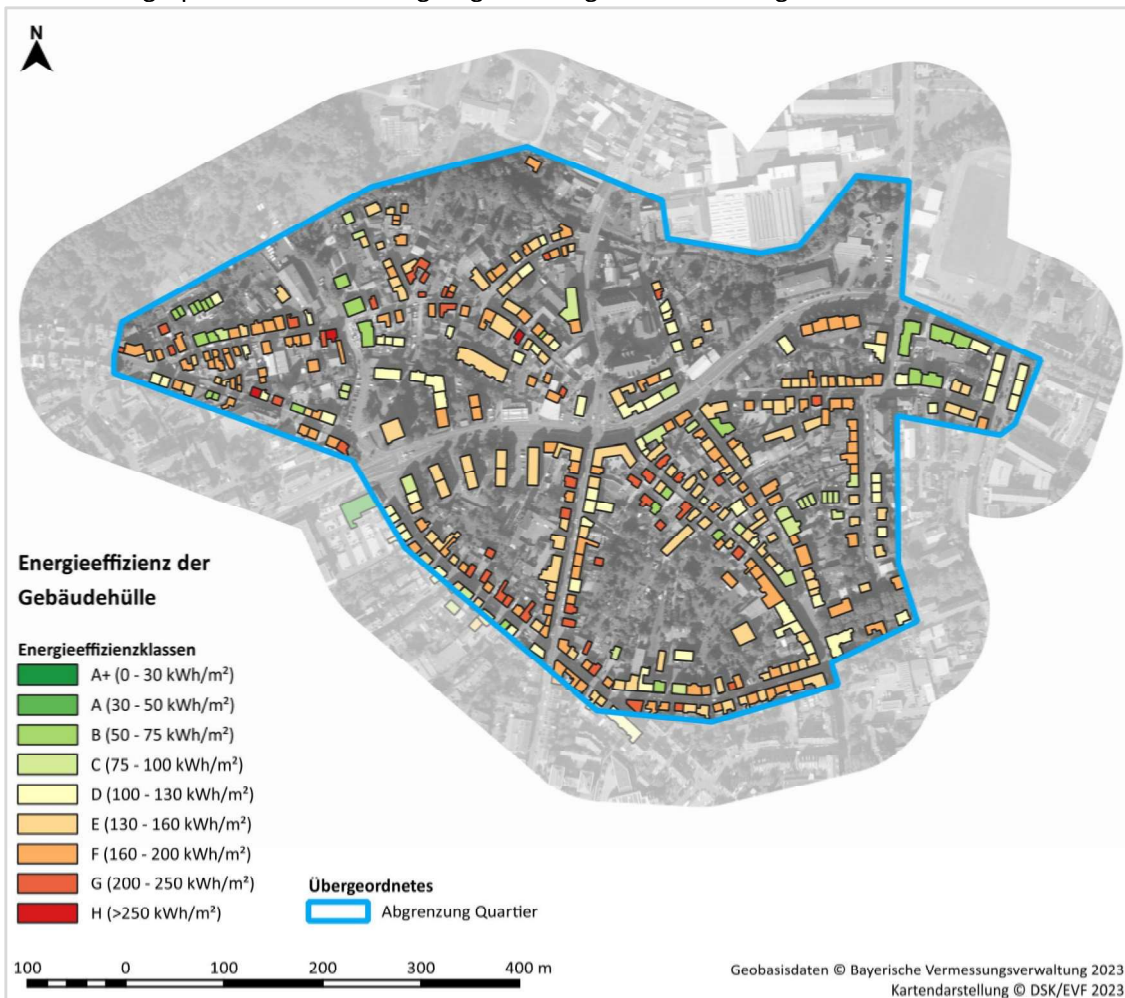 N
Energieeffizienz der
Gebäudehülle
Energieeffizienzklassen
A+ (0 - 30 kWh/m²)
A (30 - 50 kWh/m²)
B (50 - 75 kWh/m²)
C (75 - 100 kWh/m²)
D (100 - 130 kWh/m²)
E (130 - 160 kWh/m²)
F (160 - 200 kWh/m²)
G (200 - 250 kWh/m²)
H (>250 kWh/m²)
Übergeordnetes
Abgrenzung Quartier
100 0 100 200 300 400 m
Geobasisdaten © Bayerische Vermessungsverwaltung 2023
Kartendarstellung © DSK/EVF 2023